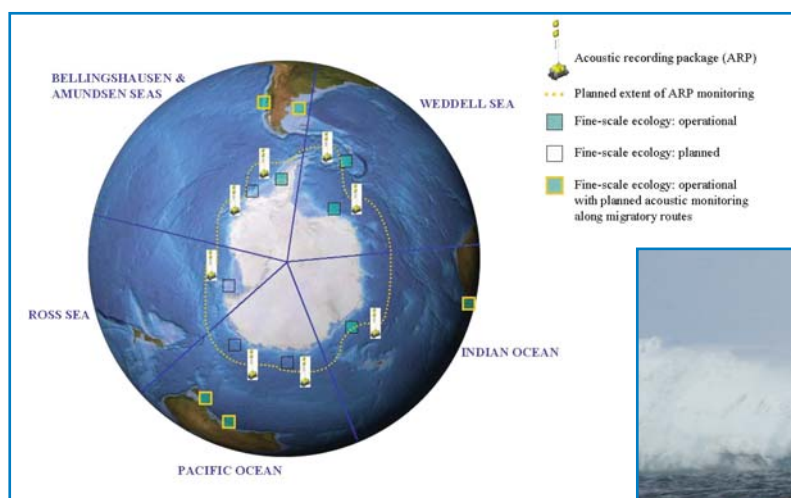 BELLINGSHAUSEN &
AMUNDSEN SEAS
WEDDELL SEA
ROSS SEA
INDIAN OCEAN
PACIFIC OCEAN
Acoustic recording package (ARP)
Planned extent of ARP monitoring
Fine-scale ecology: operational
Fine-scale ecology: planned
Fine-scale ecology: operational
with planned acoustic monitoring
along migratory routes